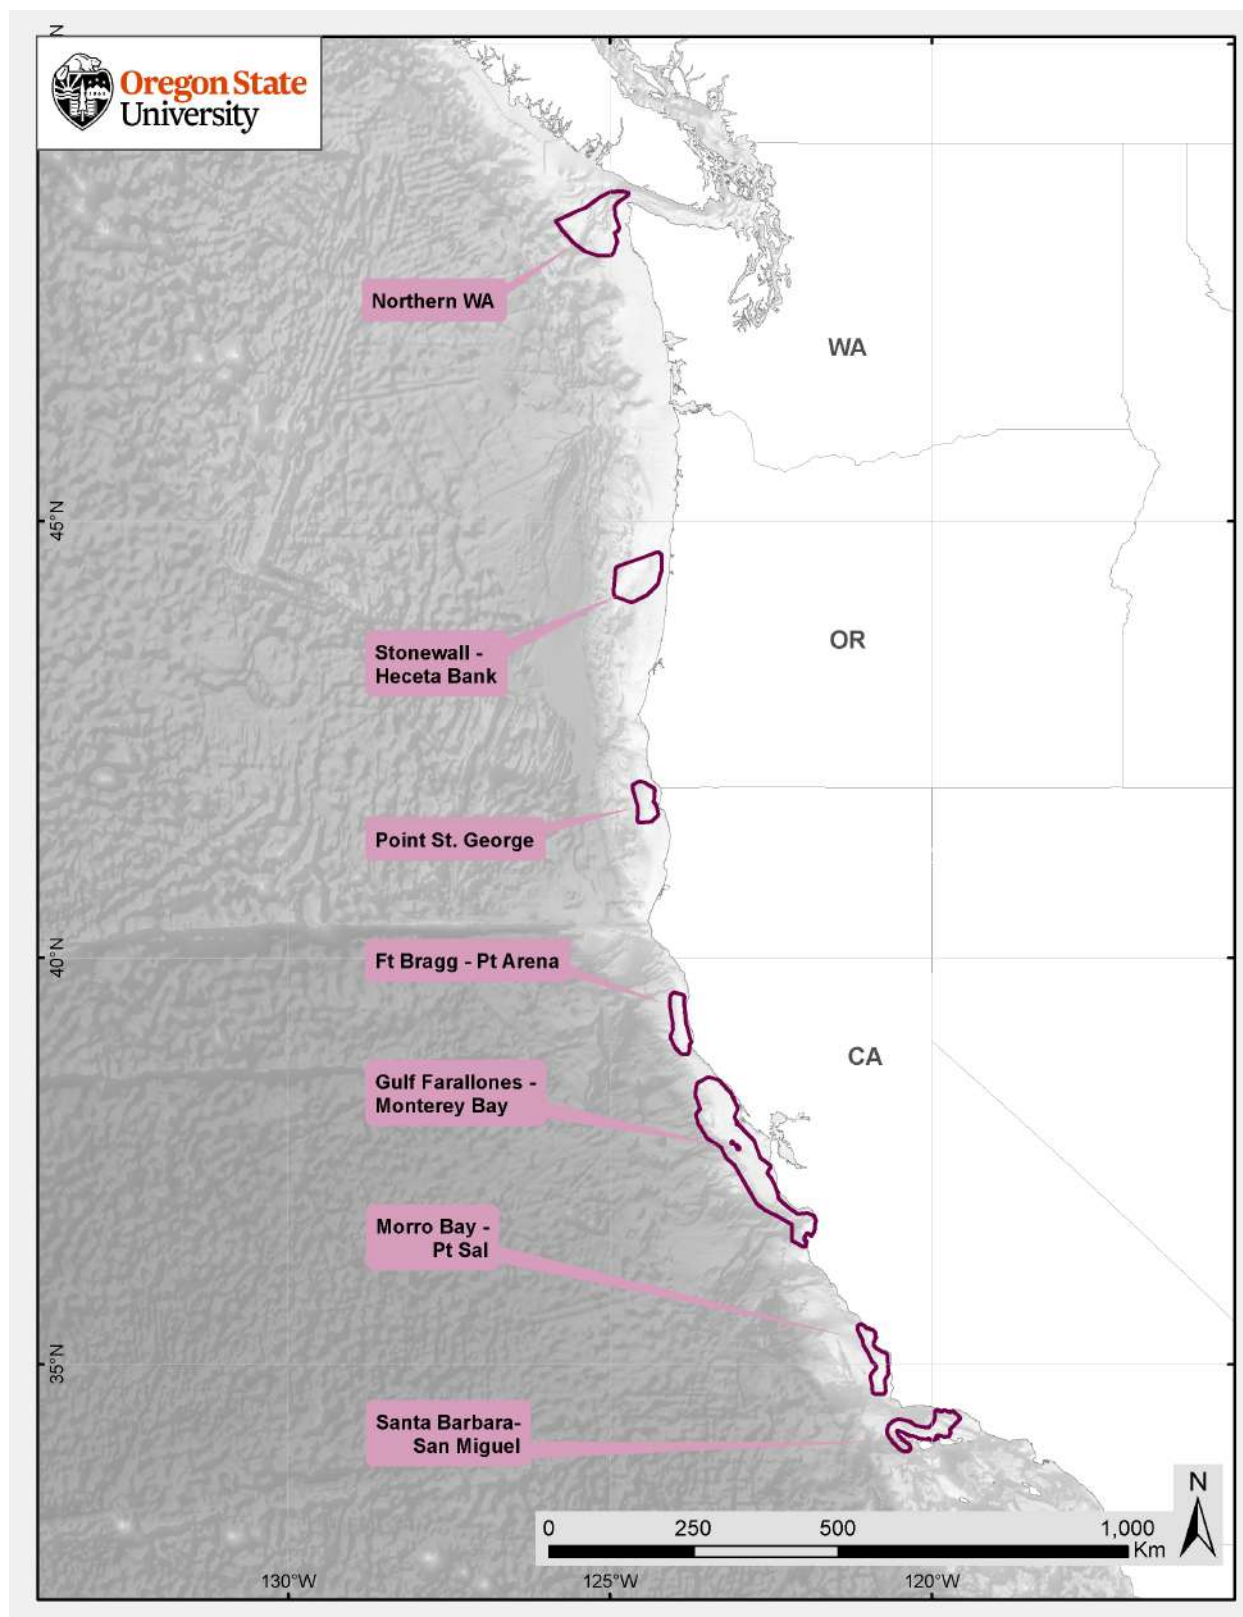 N
Oregon State
University
Northern WA
WA
45°N
Stonewall -
Heceta Bank
OR
Point St. George
40°N
Ft Bragg - Pt Arena
CA
Gulf Farallones -
Monterey Bay
Morro Bay -
Pt Sal
35°N
Santa Barbara-
San Miguel
N
0 250 500 1,000
Km
130°W 125°W 120°W